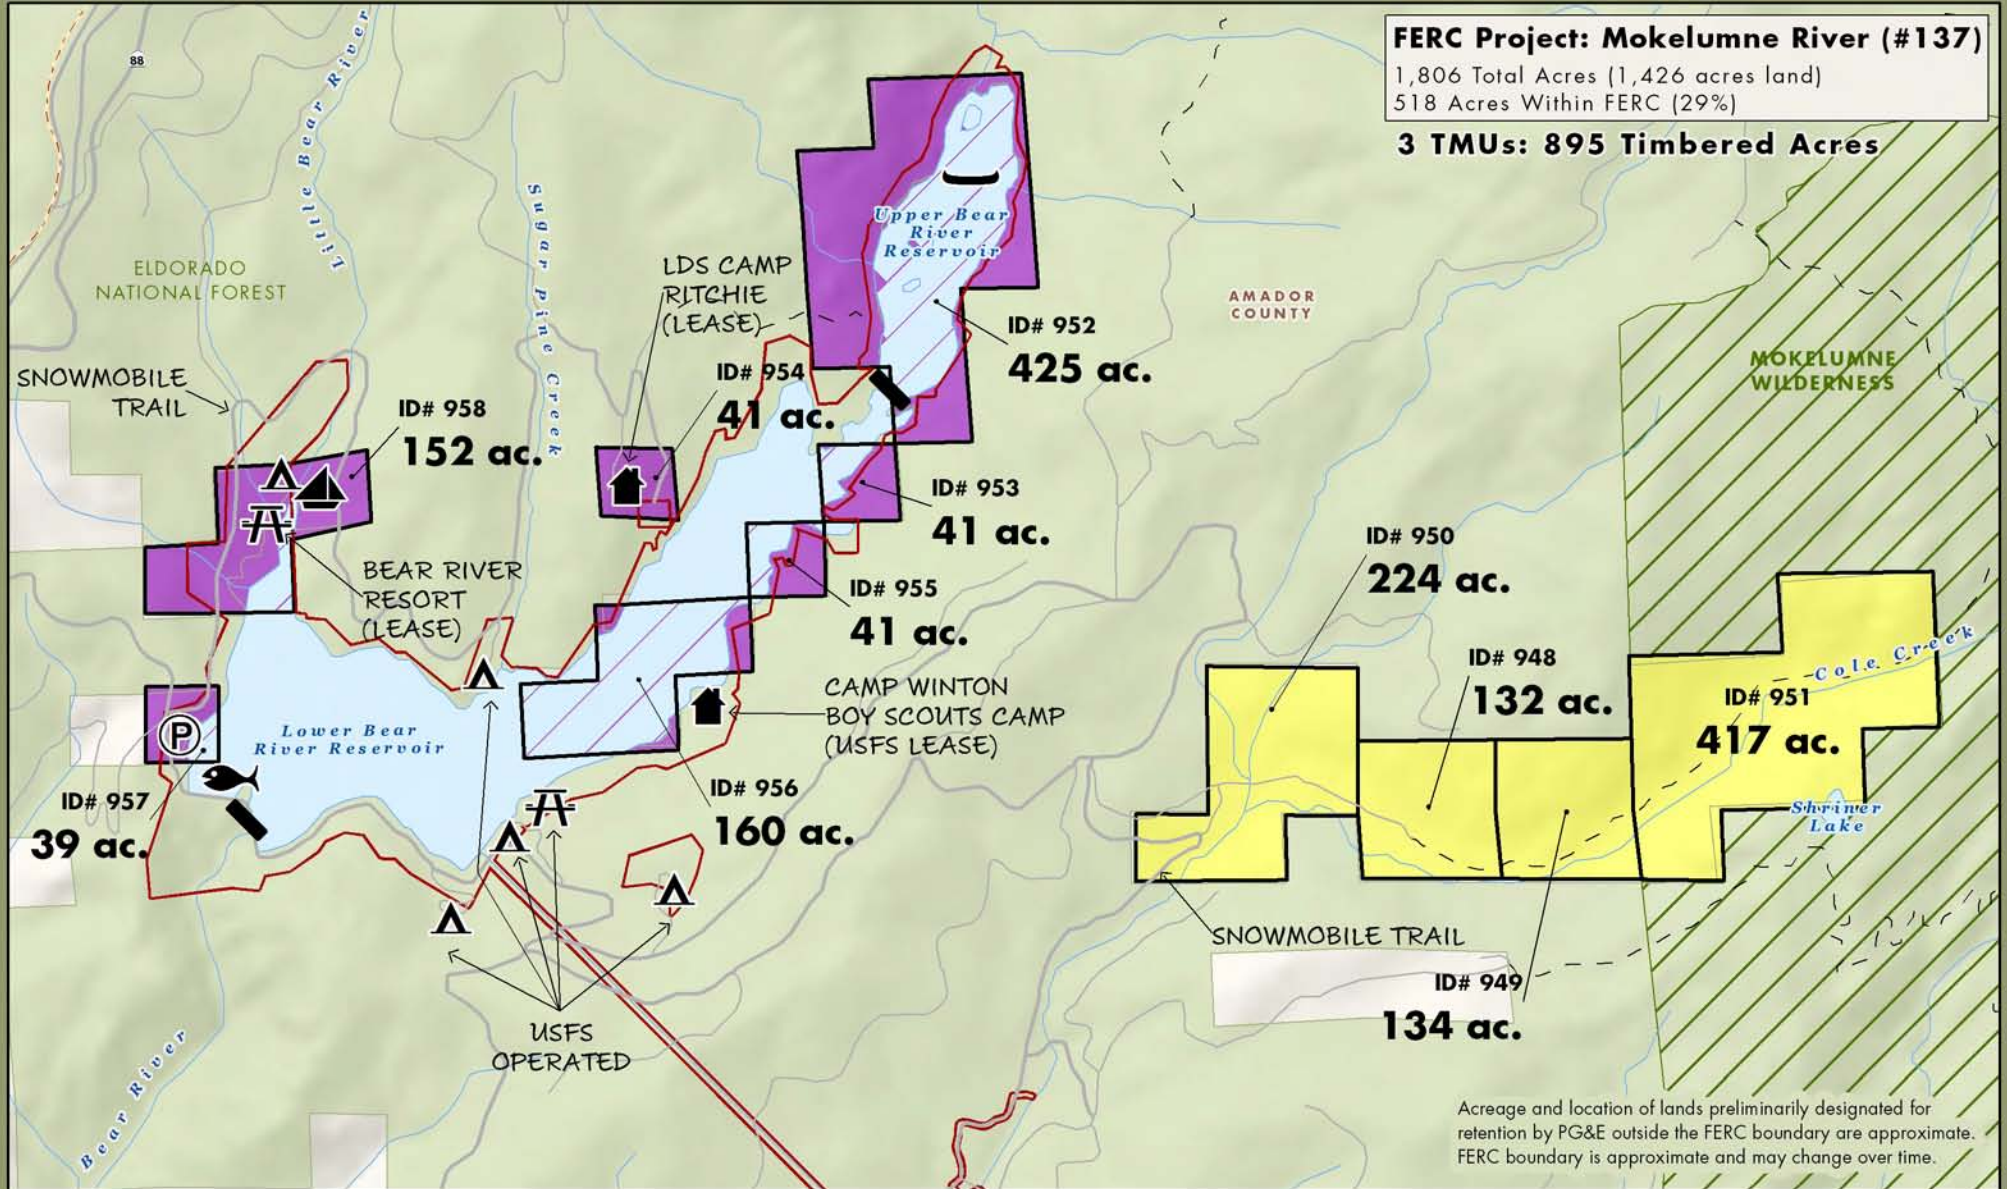 FERC Project: Mokelumne River (#137)
1,806 Total Acres (1,426 acres land)
518 Acres Within FERC (29%)
3 TMUs: 895 Timbered Acres
88
Little Bear River
Sugar Pine Creek
ELDORADO
NATIONAL FOREST
Upper Bear
River
Reservoir
LDS CAMP
RITCHIE
(LEASE)
AMADOR
COUNTY
ID# 952
425 ac.
MOKELUMNE
WILDERNESS
SNOWMOBILE
TRAIL
ID# 954
41 ac.
ID# 958
152 ac.
ID# 953
41 ac.
ID# 950
224 ac.
BEAR RIVER
RESORT
(LEASE)
ID# 955
41 ac.
ID# 948
132 ac.
Cole Creek
ID# 951
417 ac.
CAMP WINTON
BOY SCOUTS CAMP
(USFS LEASE)
P
Lower Bear
River Reservoir
ID# 957
39 ac.
ID# 956
160 ac.
Shriner
Lake
SNOWMOBILE TRAIL
ID# 949
134 ac.
USFS
OPERATED
Bear River
Acreage and location of lands preliminarily designated for
retention by PG&E outside the FERC boundary are approximate.
FERC boundary is approximate and may change over time.